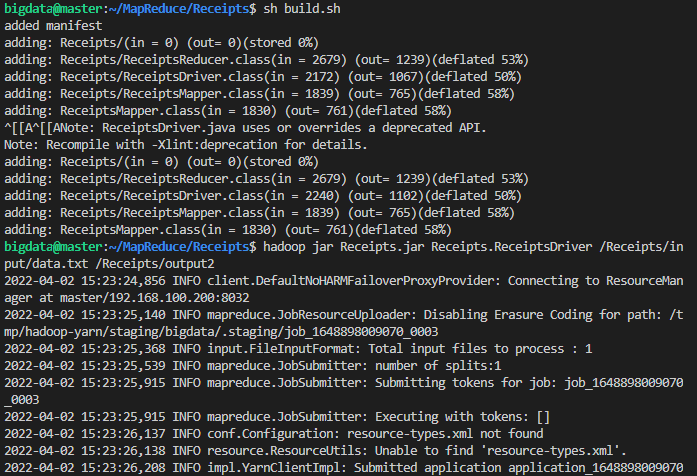 bigdata@master:~/MapReduce/Receipts$ sh build.sh
added manifest
adding: Receipts/(in = 0) (out= 0)(stored 0%)
adding: Receipts/ReceiptsReducer.class(in = 2679) (out= 1239)(deflated 53%)
adding: Receipts/ReceiptsDriver.class(in = 2172) (out= 1067)(deflated 50%)
adding: Receipts/ReceiptsMapper.class(in = 1839) (out= 765)(deflated 58%)
adding: ReceiptsMapper.class(in = 1830) (out= 761)(deflated 58%)
^[[A^[[ANote: ReceiptsDriver.java uses or overrides a deprecated API.
Note: Recompile with -Xlint:deprecation for details.
adding: Receipts/(in = 0) (out= 0)(stored 0%)
adding: Receipts/ReceiptsReducer.class(in = 2679) (out= 1239)(deflated 53%)
adding: Receipts/ReceiptsDriver.class(in = 2240) (out= 1102)(deflated 50%)
adding: Receipts/ReceiptsMapper.class(in = 1839) (out= 765)(deflated 58%)
adding: ReceiptsMapper.class(in = 1830) (out= 761)(deflated 58%)
bigdata@master:~/MapReduce/Receipts$ hadoop jar Receipts.jar Receipts.ReceiptsDriver /Receipts/in
put/data.txt /Receipts/output2
2022-04-02 15:23:24,856 INFO client.DefaultNoHARMFailoverProxyProvider: Connecting to ResourceMan
ager at master/192.168.100.200:8032
2022-04-02 15:23:25,140 INFO mapreduce.JobResourceUploader: Disabling Erasure Coding for path: /t
mp/hadoop-yarn/staging/bigdata/.staging/job_1648898009070_0003
2022-04-02 15:23:25,368 INFO input.FileInputFormat: Total input files to process : 1
2022-04-02 15:23:25,539 INFO mapreduce.JobSubmitter: number of splits:1
2022-04-02 15:23:25,915 INFO mapreduce.JobSubmitter: Submitting tokens for job: job_1648898009070
_0003
2022-04-02 15:23:25,915 INFO mapreduce.JobSubmitter: Executing with tokens: []
2022-04-02 15:23:26,137 INFO conf.Configuration: resource-types.xml not found
2022-04-02 15:23:26,138 INFO resource.ResourceUtils: Unable to find 'resource-types.xml'.
2022-04-02 15:23:26,208 INFO impl.YarnClientImpl: Submitted application application_1648898009070